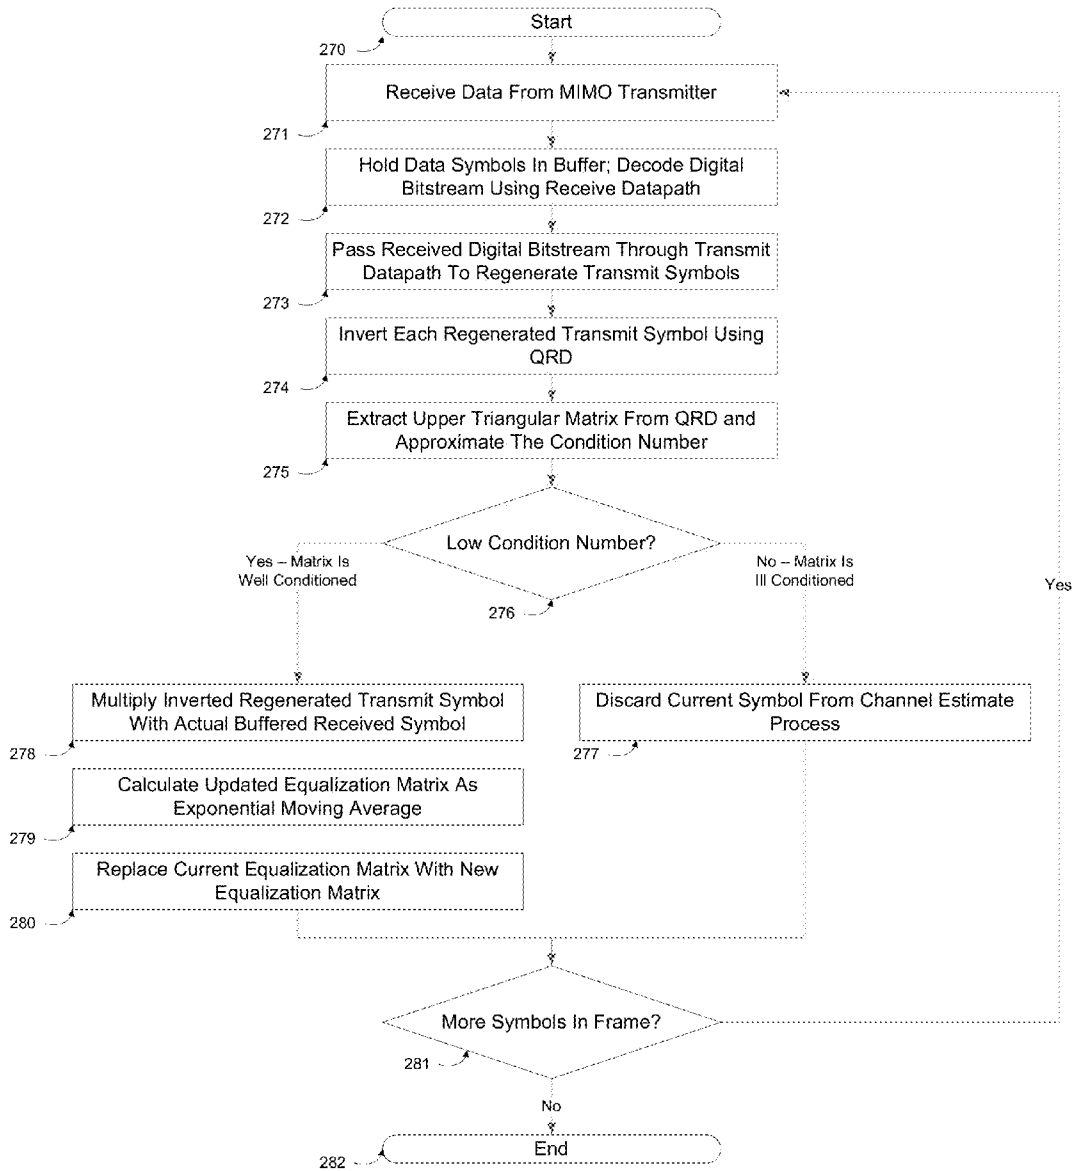 Start
270
Receive Data From MIMO Transmitter
271
Hold Data Symbols In Buffer; Decode Digital
Bitstream Using Receive Datapath
272
Pass Received Digital Bitstream Through Transmit
Datapath To Regenerate Transmit Symbols
273
Invert Each Regenerated Transmit Symbol Using
QRD
274
Extract Upper Triangular Matrix From QRD and
Approximate The Condition Number
275
Low Condition Number?
276
Yes – Matrix Is
Well Conditioned
No – Matrix Is
Ill Conditioned
Yes
Multiply Inverted Regenerated Transmit Symbol
With Actual Buffered Received Symbol
278
Discard Current Symbol From Channel Estimate
Process
277
Calculate Updated Equalization Matrix As
Exponential Moving Average
279
Replace Current Equalization Matrix With New
Equalization Matrix
280
More Symbols In Frame?
281
No
End
282